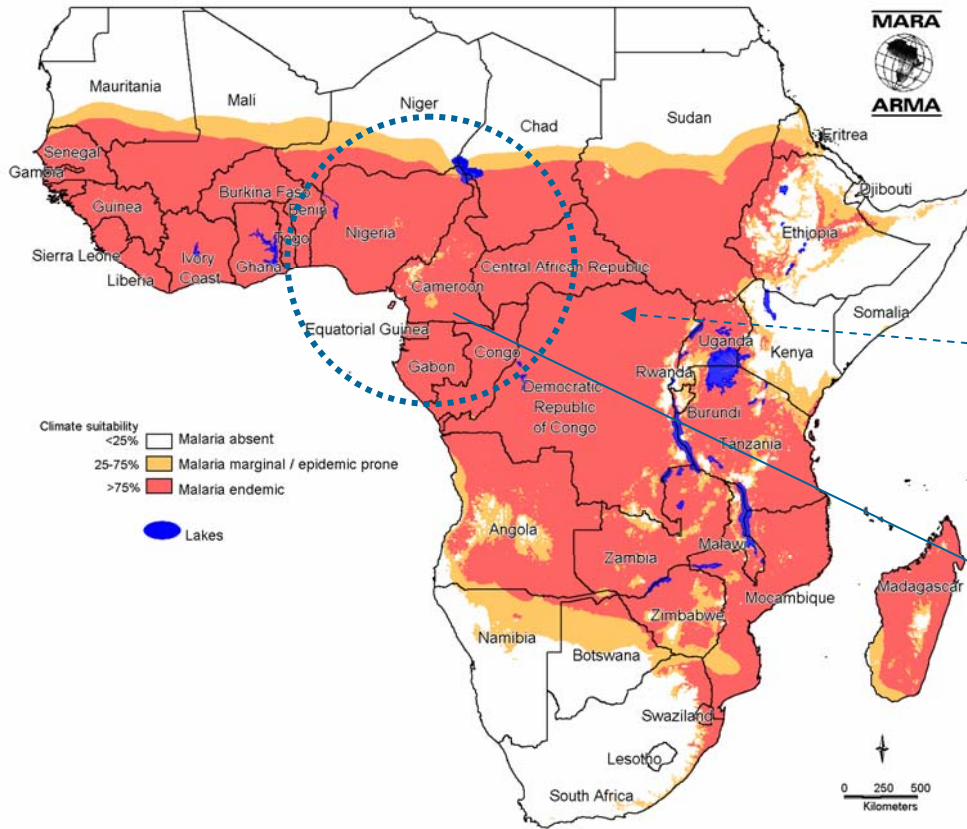 MARA
ARMA
Mauritania
Mali
Niger
Chad
Sudan
Eritrea
Senegal
Gambia
Burkina Faso
Djibouti
Guinea
Benin
Nigeria
Ethiopia
Togo
Sierra Leone
Ivory
Coast
Ghana
Central African Republic
Liberia
Cameroon
Somalia
Equatorial Guinea
Uganda
Kenya
Congo
Gabon
Rwanda
Democratic
Republic
of Congo
Burundi
Tanzania
Climate suitability
<25% Malaria absent
25-75% Malaria marginal / epidemic prone
>75% Malaria endemic
Lakes
Angola
Zambia
Malawi
Madagascar
Mocambique
Zimbabwe
Namibia
Botswana
Swaziland
Lesotho
South Africa
0 250 500
Kilometers